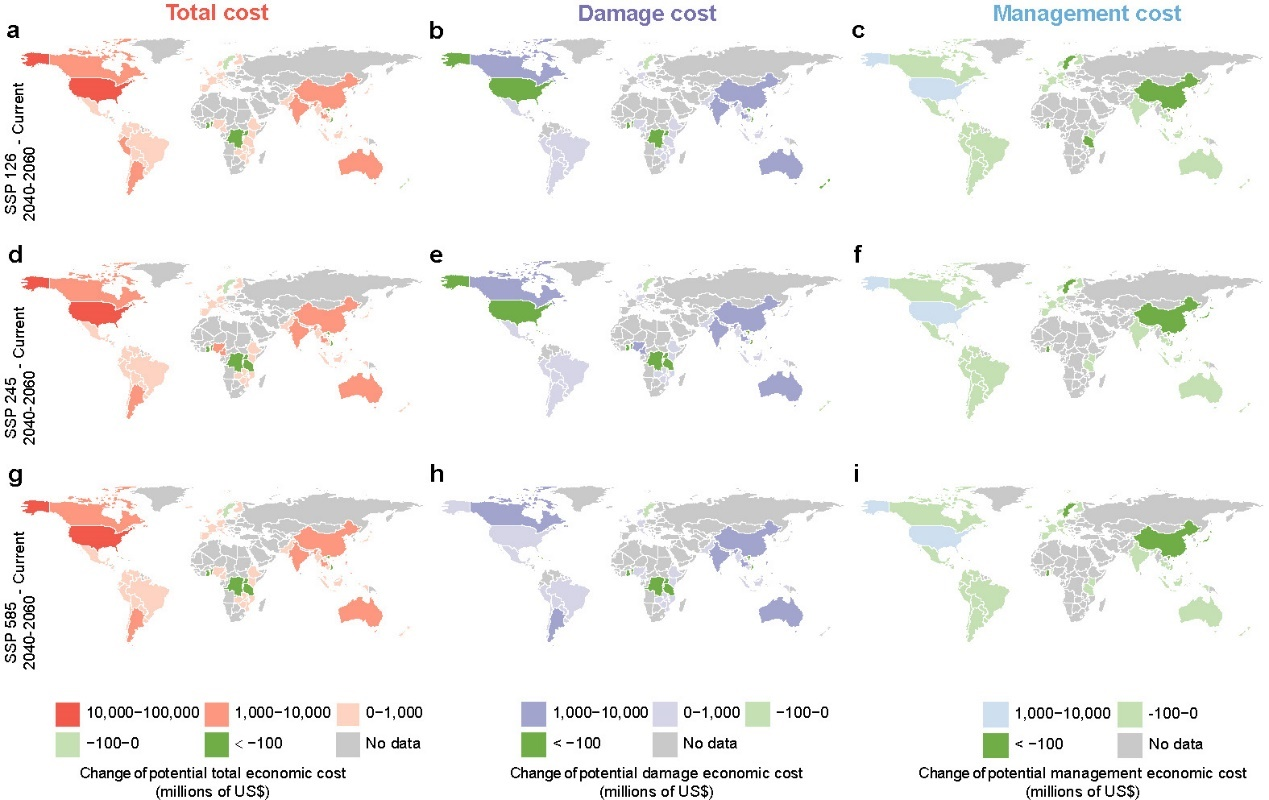 Total cost
Damage cost
Management cost
a
b
c
SSP 126
2040-2060 - Current
d
e
f
SSP 245
2040-2060 - Current
g
h
i
SSP 585
2040-2060 - Current
10,000−100,000
1,000−10,000
0−1,000
−100−0
< −100
No data
Change of potential total economic cost
(millions of US$)
1,000−10,000
0−1,000
-100−0
< −100
No data
Change of potential damage economic cost
(millions of US$)
1,000−10,000
-100−0
< −100
No data
Change of potential management economic cost
(millions of US$)